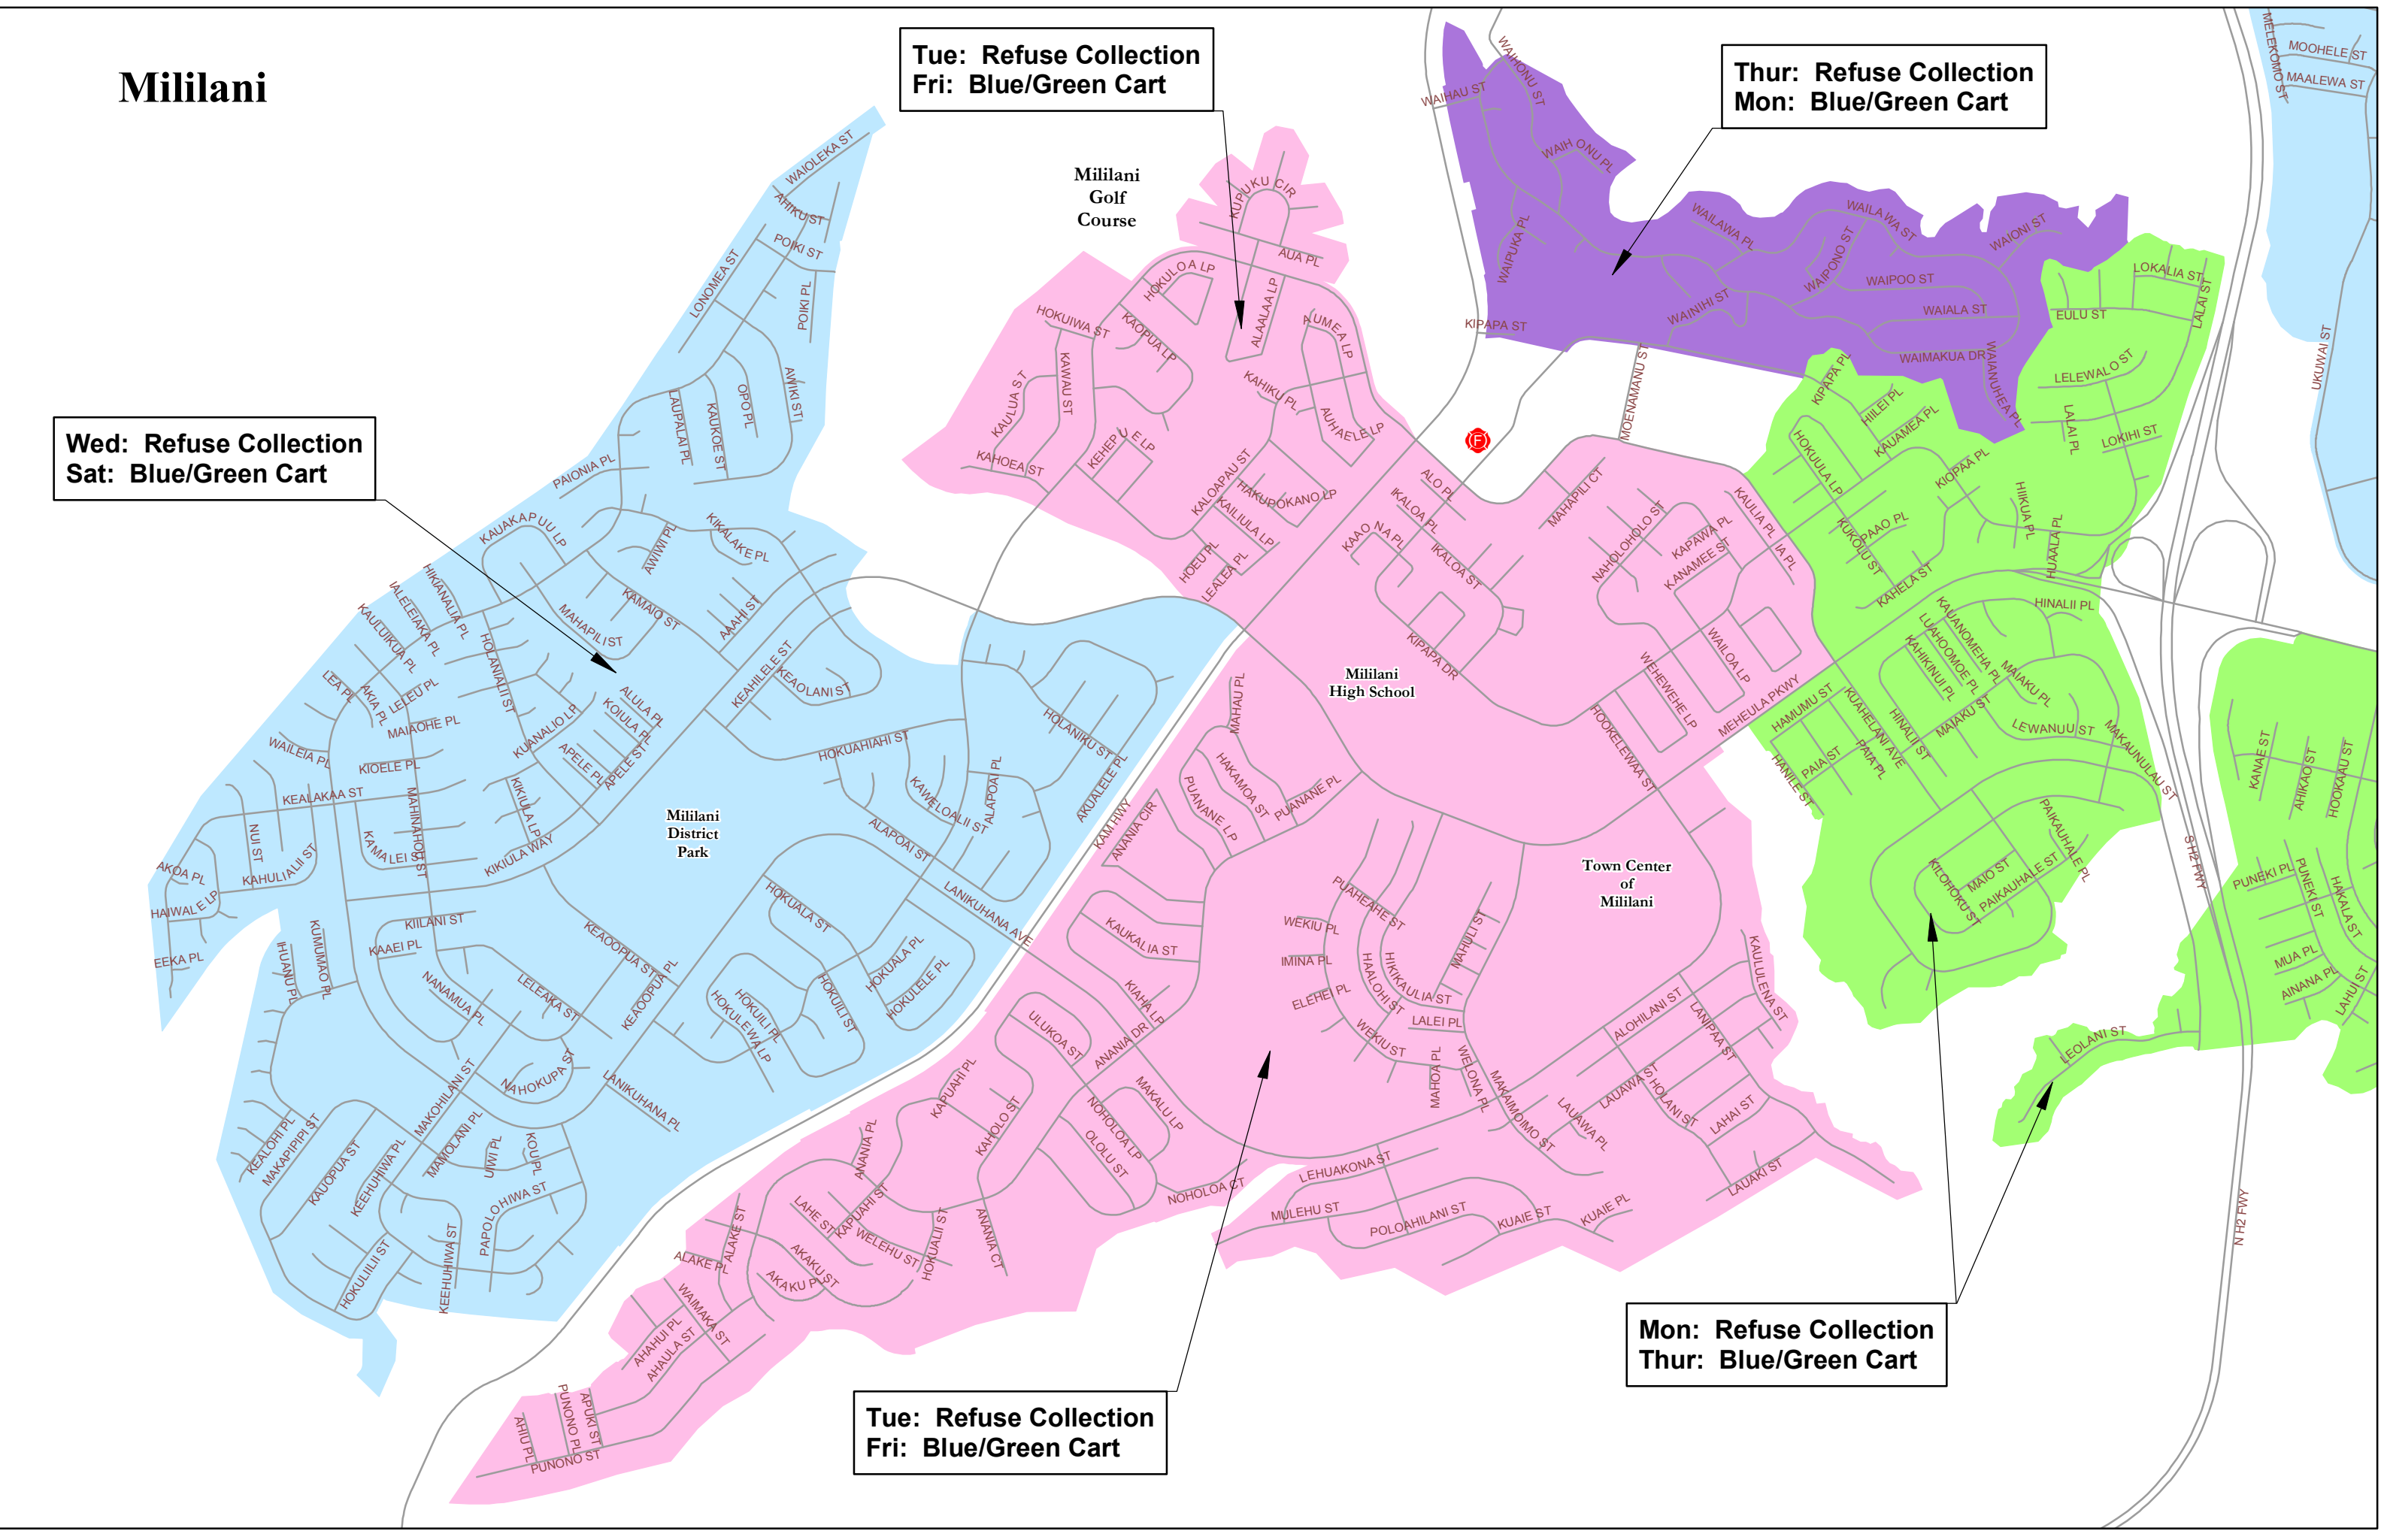 Mililani
Tue: Refuse Collection
Fri: Blue/Green Cart
Thur: Refuse Collection
Mon: Blue/Green Cart
Wed: Refuse Collection
Sat: Blue/Green Cart
Tue: Refuse Collection
Fri: Blue/Green Cart
Mon: Refuse Collection
Thur: Blue/Green Cart
Mililani
Golf
Course
Mililani
High School
Mililani
District
Park
Town Center
of
Mililani
F
WAIOLEKA ST
AHIKU ST
POIKI ST
LONOMEA ST
POIKI PL
AWIKI ST
OPO PL
KAUKOE ST
LAUPALAI PL
PAIONIA PL
KAUAKAPUU LP
AWIWI PL
KIKALAKE PL
KAMAIO ST
AAAHI ST
MAHAPILI ST
HIKIANALIA PL
IALELEIAKA PL
KAULUIKUA PL
HOLANIALII ST
LEA PL
AKIA PL
LELEU PL
MAIAOHE PL
WAILEIA PL
KIOELE PL
KEALAKAA ST
KUANALIO LP
ALULA PL
KOIULA PL
APELE PL
APELE ST
KEAHILELE ST
KEAOLANI ST
KIKIULA LP
KIKIULA WAY
MAHINAHOU ST
KAMALEI ST
NUI ST
KAHULIALII ST
AKOA PL
HAIWALE LP
EEKA PL
IHUANU PL
KUMUMAO PL
KIILANI ST
KAAEI PL
NANAMUA PL
LELEAKA ST
KEAOOPUA ST
KEAOOPUA PL
NAHOKUPA ST
LANIKUHANA PL
MAKOHILANI ST
MAMOLANI PL
UIWI PL
KOU PL
KEALOHI PL
MAKAPIPIPI ST
KAUOPUA ST
KEEHUHIWA PL
PAPOLOHIWA ST
KEEHUHIWA ST
HOKULIILII ST
HOKUAHIAHI ST
KAWELOALII ST
ALAPOAI PL
ALAPOAI ST
HOLANIKU ST
AKUALELE PL
LANIKUHANA AVE
HOKUALA ST
HOKUALA PL
HOKULELE PL
HOKUILI ST
HOKUILI PL
HOKULEWA LP
KAM HWY
KUPUKU CIR
AUA PL
HOKULOA LP
ALAALAA LP
HOKUIWA ST
KAOPUA LP
AUMEA LP
KAWAU ST
KAULUA ST
KAHIKU PL
AUHAELE LP
KAHOEA ST
KEHEPUE LP
KALOAPAU ST
HAKUPOKANO LP
KAILIULA LP
HOEU PL
LEALEA PL
ALO PL
IKALOA PL
KAAONA PL
IKALOA ST
KIPAPA DR
MAHAPILI CT
NAHOLOHOLO ST
KAPAWA PL
KANAMEE ST
KAULIA PL
IA PL
WAILOA LP
WEHEWEHE LP
MEHEULA PKWY
HOOKELEWAA ST
MAHAU PL
HAKAMOA ST
PUANANE PL
PUANANE LP
ANANIA CIR
KAUKALIA ST
KIAHA LP
ULUKOA ST
ANANIA DR
MAKALU LP
NOHOLOA LP
OLOLU ST
NOHOLOA CT
KAPUAHI PL
KAHOLO ST
ANANIA PL
LAHE ST
KAPUAHI ST
WELEHU ST
HOKUALII ST
ANANIA CT
ALAKE ST
ALAKE PL
AKAKU ST
AKAKU PL
WAIMAKA ST
AHAHUI PL
AHAULA ST
PUNONO PL
APUKI ST
AHIU PL
PUNONO ST
PUAHEAHE ST
WEKIU PL
IMINA PL
ELEHEI PL
HAALOHI ST
HIKIKAULIA ST
MAHULI ST
LALEI PL
WEKIU ST
MAHOA PL
WELONA PL
MAKAIMOIMO ST
LAUAWA PL
LAUAWA ST
ALOHILANI ST
LANIPAA ST
KAULULENA ST
HOLANI ST
LAHAI ST
LAUAKI ST
LEHUAKONA ST
MULEHU ST
POLOAHILANI ST
KUAIE ST
KUAIE PL
WAIHONU ST
WAIHAU ST
WAIHONU PL
WAIPUKA PL
WAILAWA PL
WAILAWA ST
WAIPONO ST
WAIONI ST
WAIPOO ST
WAIALA ST
WAINIHI ST
WAIMAKUA DR
WAIANUHEA PL
KIPAPA ST
MOENAMANU ST
KIPAPA PL
HIILEI PL
KAUAMEA PL
HOKUULA LP
KIOPAA PL
PAAO PL
KUKOLU ST
KAHELA ST
HIIKUA PL
HUAALA PL
LOKALIA ST
LALAI ST
EULU ST
LELEWALO ST
LALAI PL
LOKIHI ST
HINALII PL
KAUANOMEHA PL
LUAHOOMOE PL
KAHIKINUI PL
MAIAKU PL
MAIAKU ST
LEWANUU ST
HINALII ST
KUAHELANI AVE
HAMUMU ST
PAIA ST
PAIA PL
HANILE ST
MAKAUNULAU ST
PAIKAUHALE PL
PAIKAUHALE ST
MAIO ST
KILOHOKU ST
LEOLANI ST
S H2 FWY
N H2 FWY
MELEKOMO ST
MOOHELE ST
MAALEWA ST
UKUWAI ST
KANAE ST
AHIKAO ST
HOOKAAU ST
PUNEKI PL
PUNEKI ST
HAKALA ST
MUA PL
AINANA PL
LAHUI ST